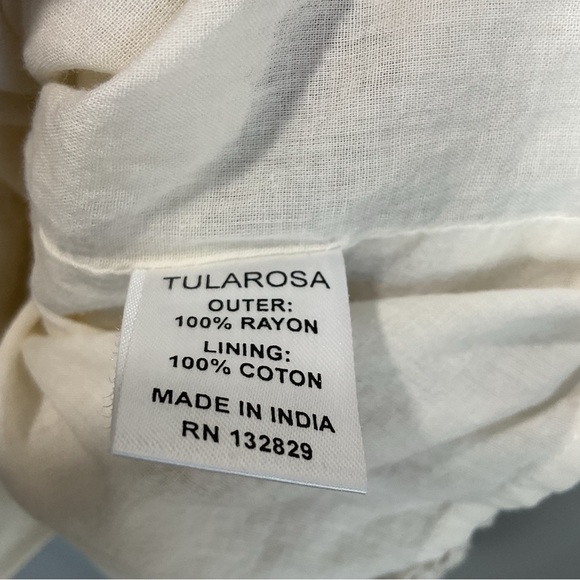 TULAROSA
OUTER:
100% RAYON
LINING:
100% COTON
MADE IN INDIA
RN 132829